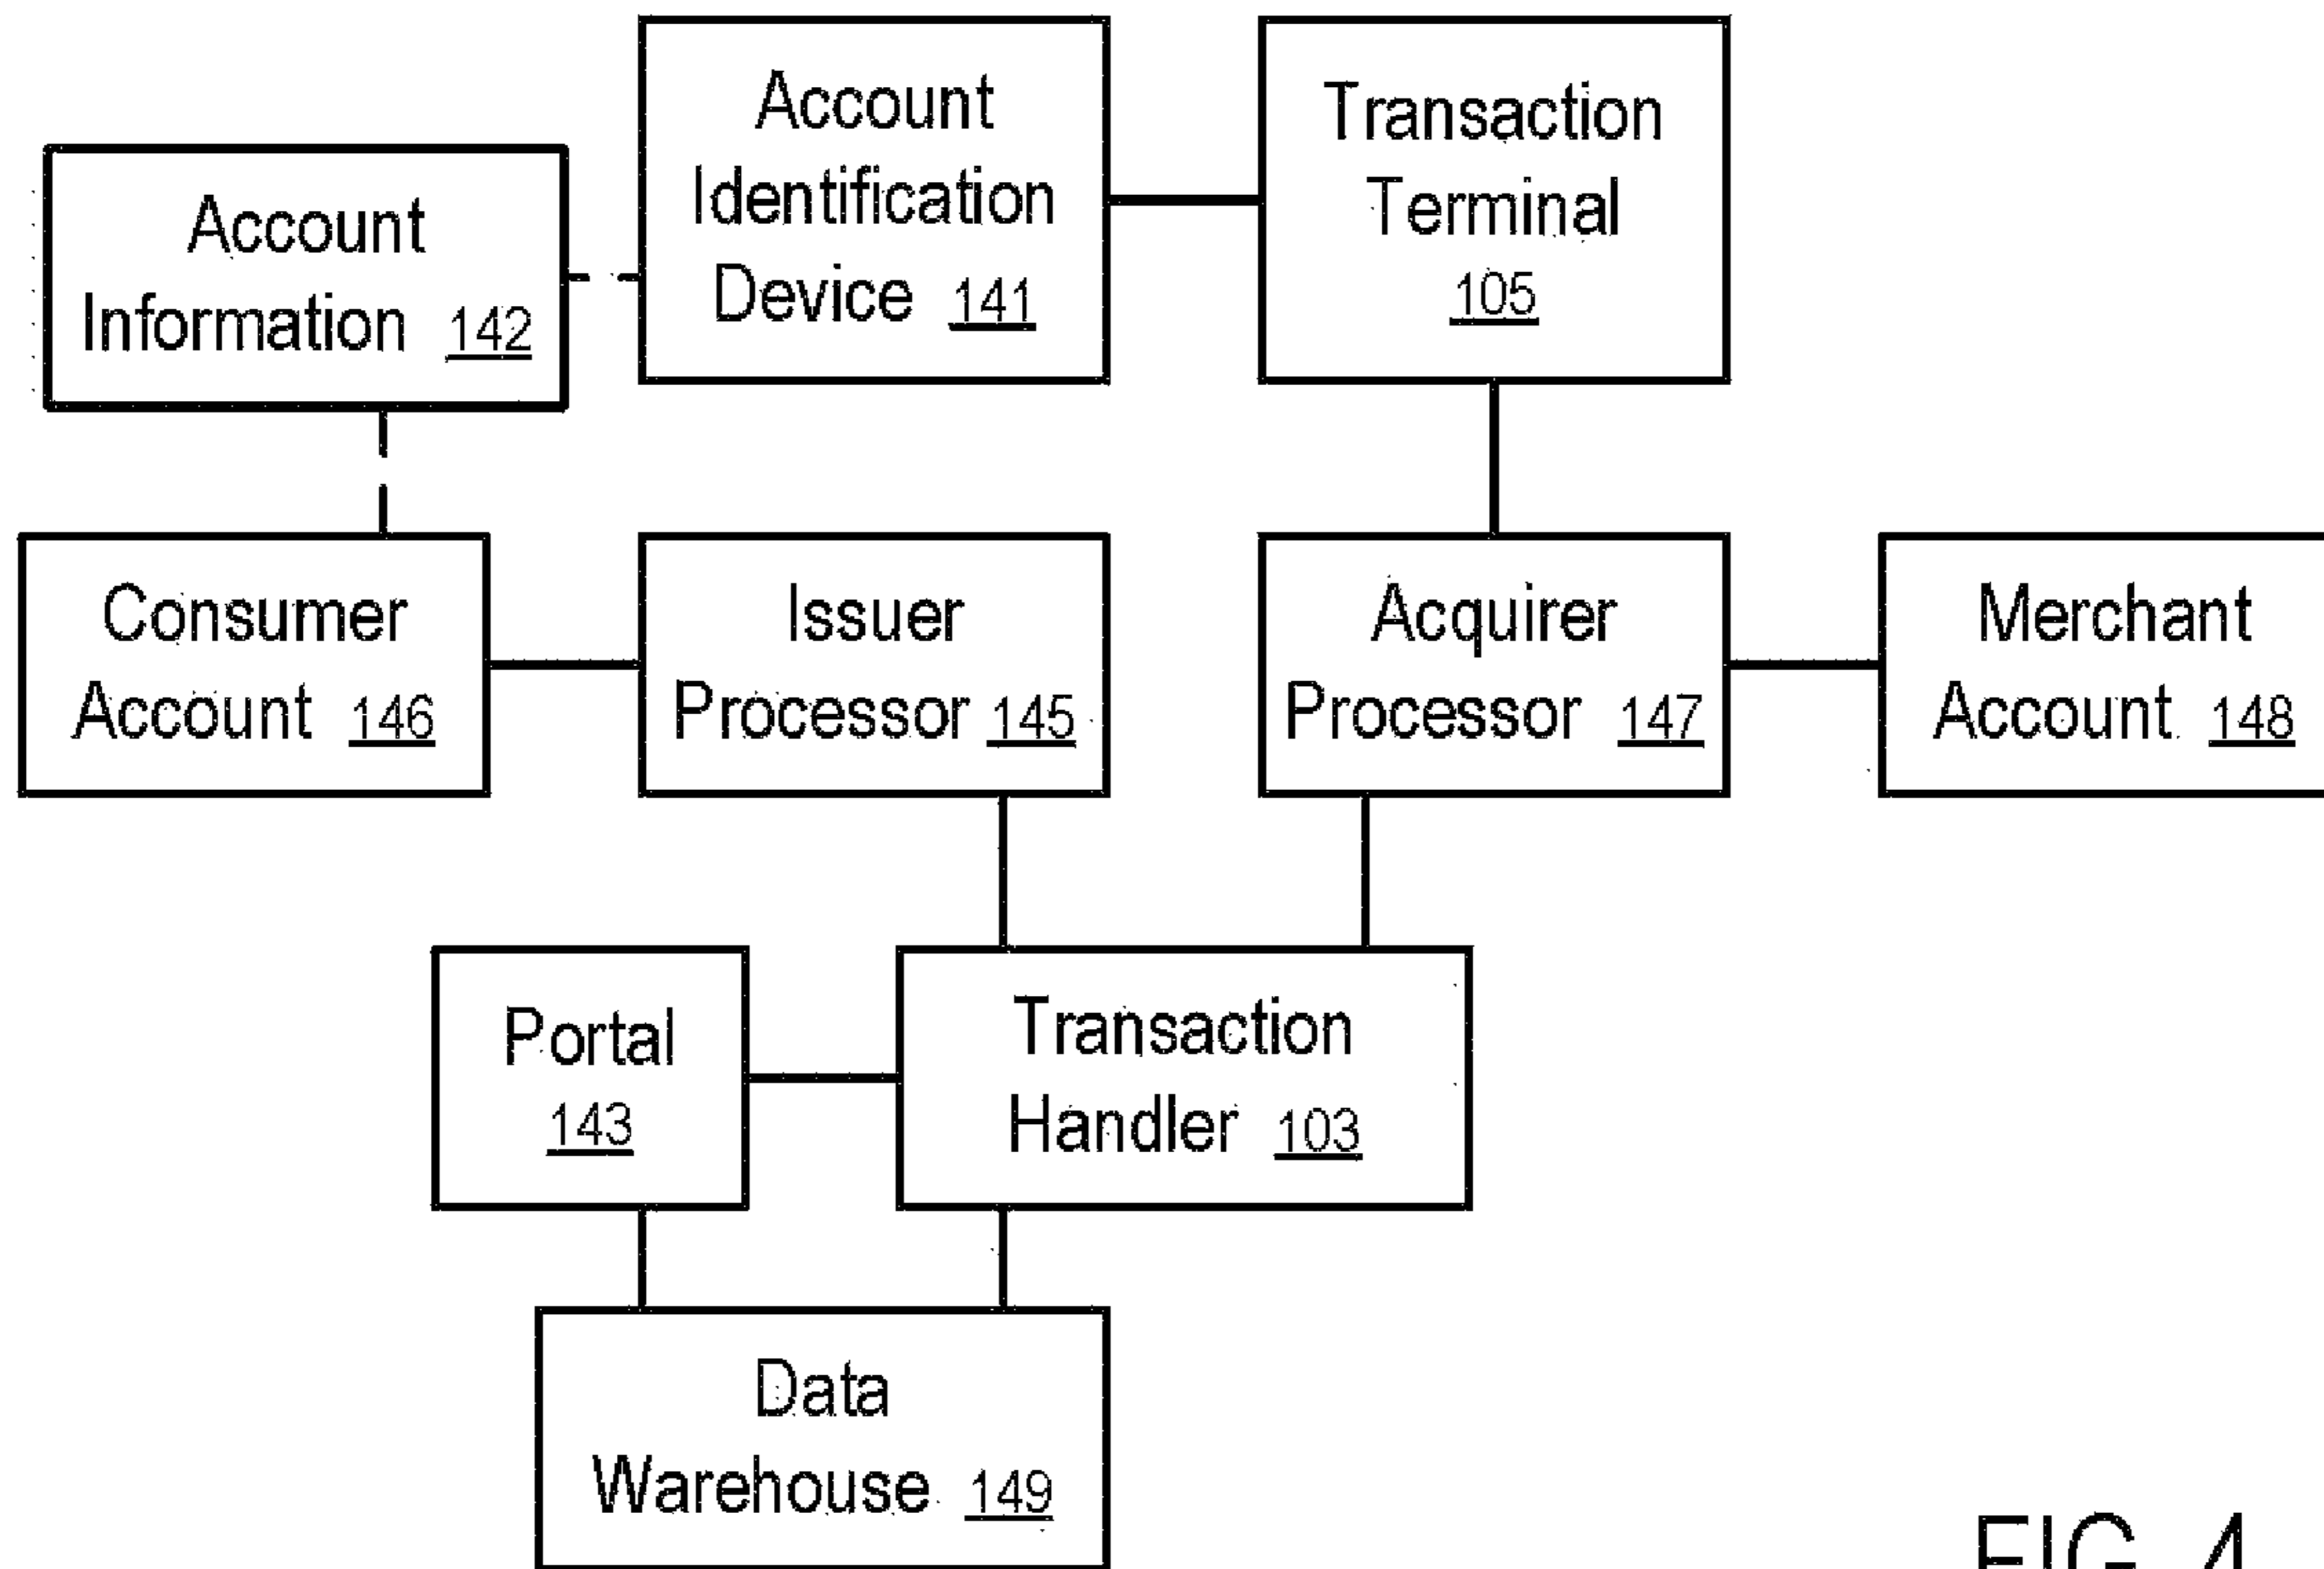 Account
Identification
Device 141
Transaction
Terminal
105
Account
Information 142
Consumer
Account 146
Issuer
Processor 145
Acquirer
Processor 147
Merchant
Account 148
Portal
143
Transaction
Handler 103
Data
Warehouse 149
FIG. 4